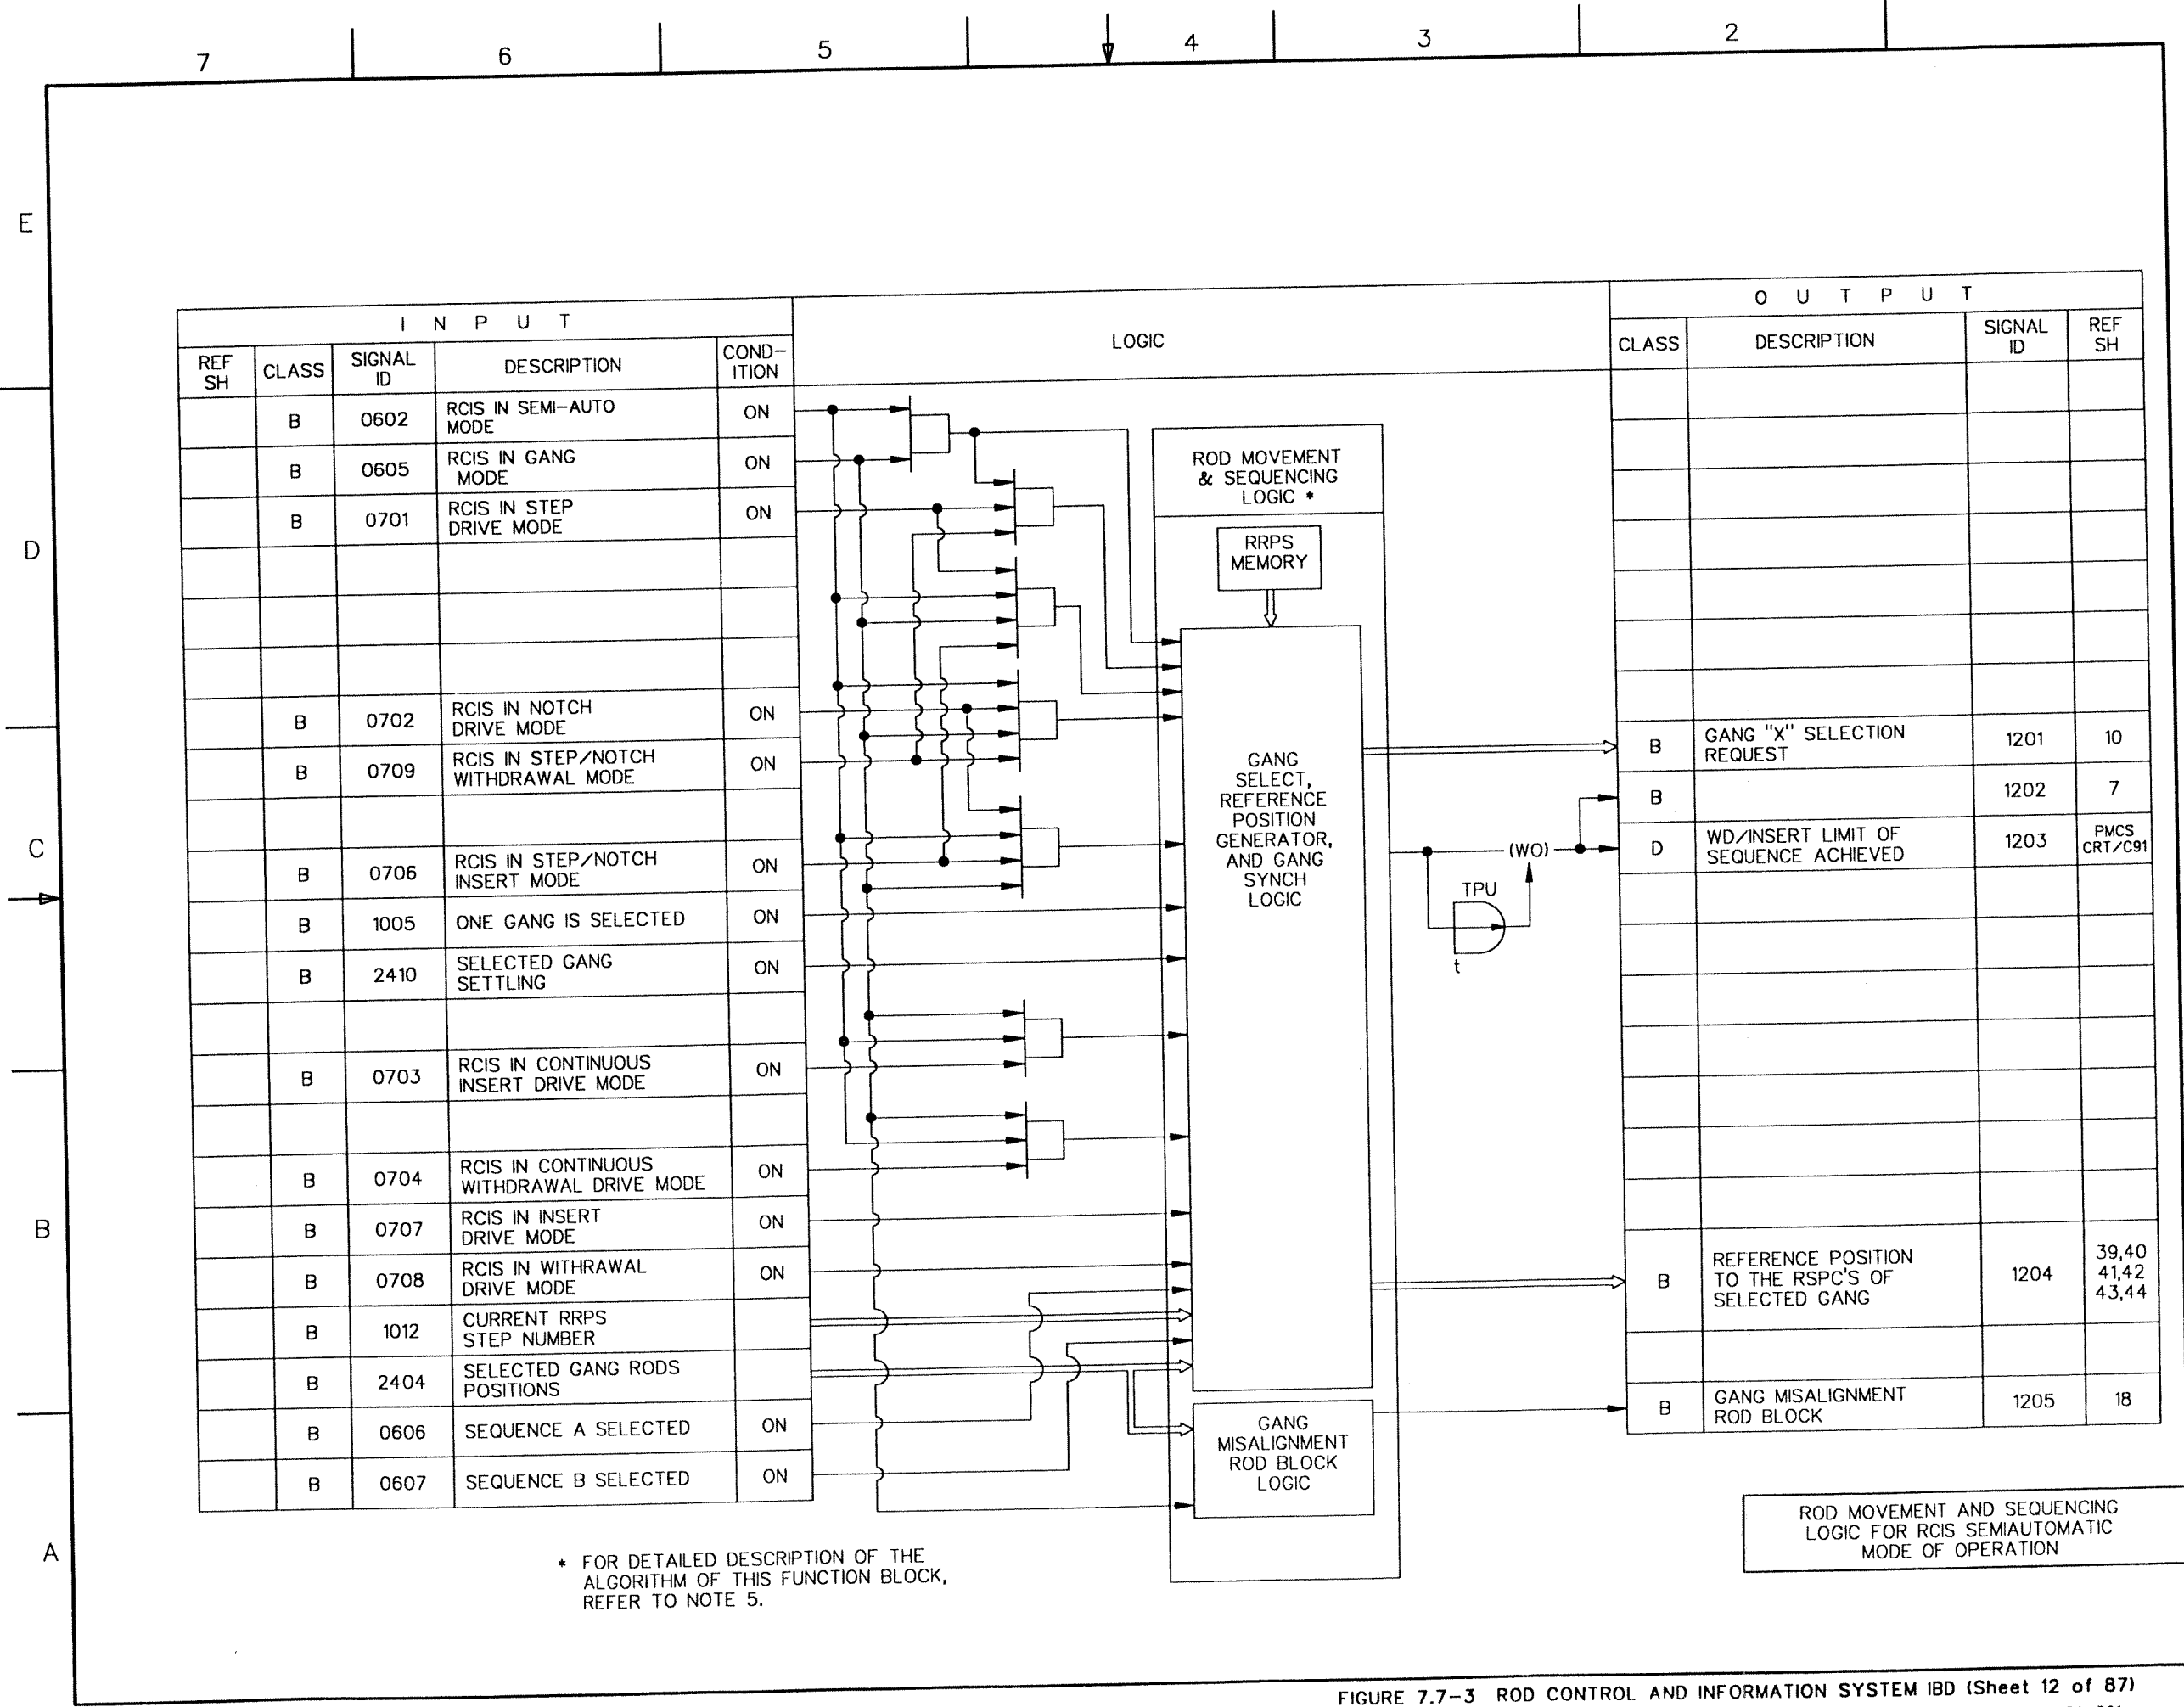 7 6 5 4 3 2
E
D
C
B
A
I N P U T
REF SH
CLASS
SIGNAL ID
DESCRIPTION
COND-ITION
LOGIC
O U T P U T
CLASS
DESCRIPTION
SIGNAL ID
REF SH
B 0602 RCIS IN SEMI-AUTO MODE ON
B 0605 RCIS IN GANG MODE ON
B 0701 RCIS IN STEP DRIVE MODE ON
B 0702 RCIS IN NOTCH DRIVE MODE ON
B 0709 RCIS IN STEP/NOTCH WITHDRAWAL MODE ON
B 0706 RCIS IN STEP/NOTCH INSERT MODE ON
B 1005 ONE GANG IS SELECTED ON
B 2410 SELECTED GANG SETTLING ON
B 0703 RCIS IN CONTINUOUS INSERT DRIVE MODE ON
B 0704 RCIS IN CONTINUOUS WITHDRAWAL DRIVE MODE ON
B 0707 RCIS IN INSERT DRIVE MODE ON
B 0708 RCIS IN WITHRAWAL DRIVE MODE ON
B 1012 CURRENT RRPS STEP NUMBER
B 2404 SELECTED GANG RODS POSITIONS
B 0606 SEQUENCE A SELECTED ON
B 0607 SEQUENCE B SELECTED ON
ROD MOVEMENT
& SEQUENCING
LOGIC *
RRPS
MEMORY
GANG
SELECT,
REFERENCE
POSITION
GENERATOR,
AND GANG
SYNCH
LOGIC
GANG
MISALIGNMENT
ROD BLOCK
LOGIC
(WO)
TPU
t
B GANG "X" SELECTION REQUEST 1201 10
B 1202 7
D WD/INSERT LIMIT OF SEQUENCE ACHIEVED 1203 PMCS CRT/C91
B REFERENCE POSITION TO THE RSPC'S OF SELECTED GANG 1204 39,40 41,42 43,44
B GANG MISALIGNMENT ROD BLOCK 1205 18
* FOR DETAILED DESCRIPTION OF THE
ALGORITHM OF THIS FUNCTION BLOCK,
REFER TO NOTE 5.
ROD MOVEMENT AND SEQUENCING
LOGIC FOR RCIS SEMIAUTOMATIC
MODE OF OPERATION
FIGURE 7.7-3 ROD CONTROL AND INFORMATION SYSTEM IBD (Sheet 12 of 87)